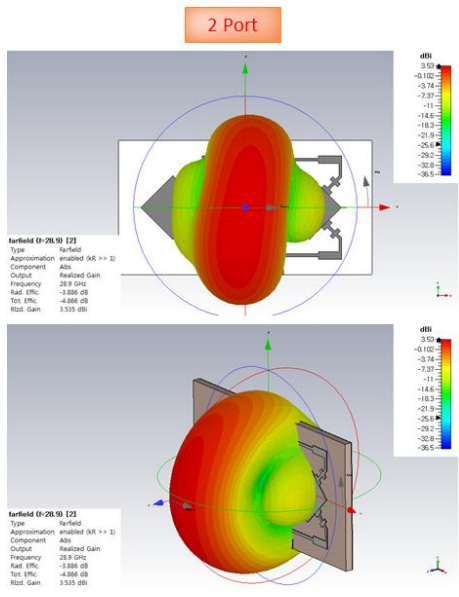 2 Port
dBi
3.53
-0.102
-3.74
-7.37
-11
-14.6
-18.3
-21.9
-25.6
-29.2
-32.8
-36.5
farfield (f=28.9) [2]
Type Farfield
Approximation enabled (kR >> 1)
Component Abs
Output Realized Gain
Frequency 28.9 GHz
Rad. Effic. -3.886 dB
Tot. Effic. -4.866 dB
Rlzd. Gain 3.535 dBi
dBi
3.53
-0.102
-3.74
-7.37
-11
-14.6
-18.3
-21.9
-25.6
-29.2
-32.8
-36.5
farfield (f=28.9) [2]
Type Farfield
Approximation enabled (kR >> 1)
Component Abs
Output Realized Gain
Frequency 28.9 GHz
Rad. Effic. -3.886 dB
Tot. Effic. -4.866 dB
Rlzd. Gain 3.535 dBi